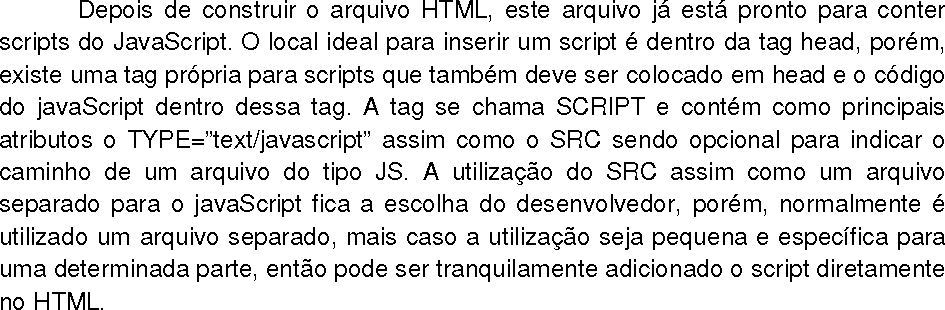 Depois de construir o arquivo HTML, este arquivo já está pronto para conter
scripts do JavaScript. O local ideal para inserir um script é dentro da tag head, porém,
existe uma tag própria para scripts que também deve ser colocado em head e o código
do javaScript dentro dessa tag. A tag se chama SCRIPT e contém como principais
atributos o TYPE=”text/javascript” assim como o SRC sendo opcional para indicar o
caminho de um arquivo do tipo JS. A utilização do SRC assim como um arquivo
separado para o javaScript fica a escolha do desenvolvedor, porém, normalmente é
utilizado um arquivo separado, mais caso a utilização seja pequena e específica para
uma determinada parte, então pode ser tranquilamente adicionado o script diretamente
no HTML.